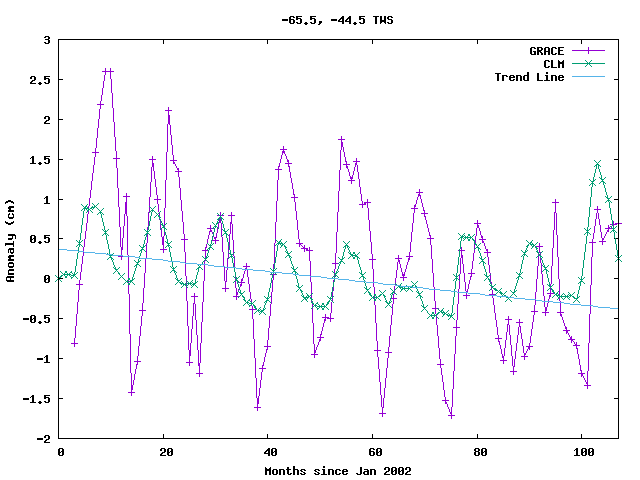 -65.5, -44.5 TWS
GRACE
CLM
Trend Line
3
2.5
2
1.5
1
0.5
0
-0.5
-1
-1.5
-2
Anomaly (cm)
0 20 40 60 80 100
Months since Jan 2002